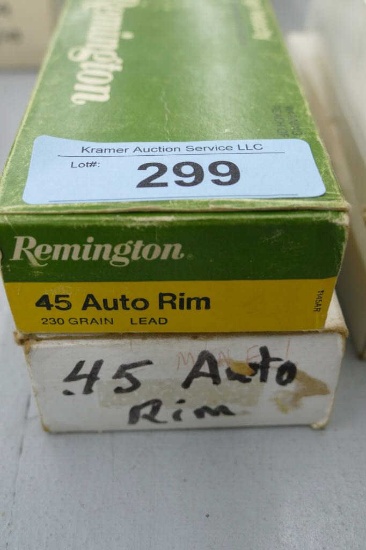 Remington
Kramer Auction Service LLC
Lot#:
299
Remington
45 Auto Rim
230 GRAIN LEAD
.45 Auto
Rim